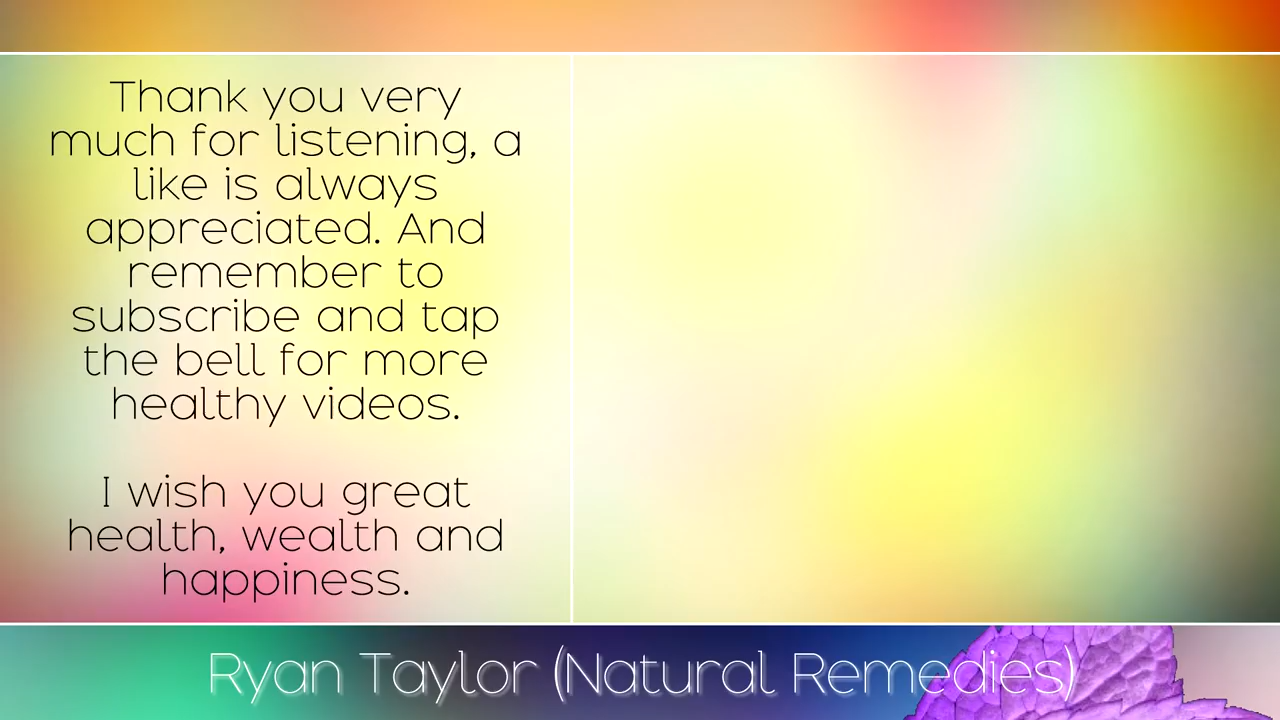 Thank you very
much for listening, a
like is always
appreciated. And
remember to
subscribe and tap
the bell for more
healthy videos.
I wish you great
health, wealth and
happiness.
Ryan Taylor (Natural Remedies)